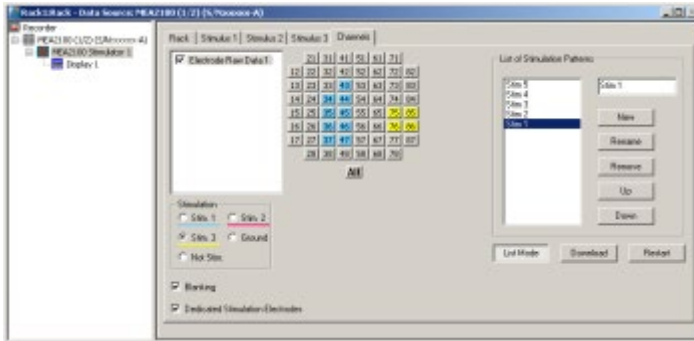 Rack1.Rack - Data Source: MEA2100 (1/2) (S/Nxxxxxx-A)
Recorder
MEA2100 (1/2) (S/Nxxxxxx-A)
MEA2100 Stimulator 1
Display 1
Rack
Stimulus 1
Stimulus 2
Stimulus 3
Channels
Electrode Raw Data 1
21 31 41 51 61 71
12 22 32 42 52 62 72 82
13 23 33 43 53 63 73 83
14 24 34 44 54 64 74 84
15 25 35 45 55 65 75 85
16 26 36 46 56 66 76 86
17 27 37 47 57 67 77 87
28 38 48 58 68 78
All
Stimulation
Stim. 1
Stim. 2
Stim. 3
Ground
Not Stim.
Blanking
Dedicated Stimulation Electrodes
List of Stimulation Patterns
Stim 5
Stim 4
Stim 3
Stim 2
Stim 1
Stim 1
New
Rename
Remove
Up
Down
List Mode
Download
Restart